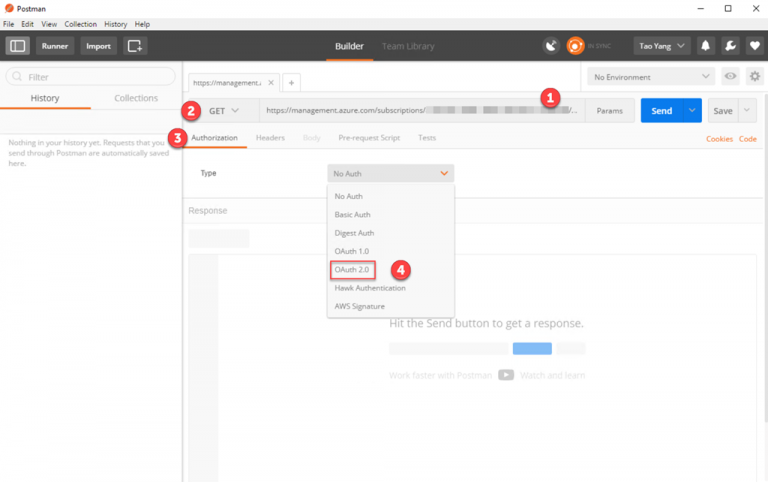 Postman
File Edit View Collection History Help
Runner Import Builder Team Library IN SYNC Tao Yang
Filter
History Collections
Nothing in your history yet. Requests that you
send through Postman are automatically saved
here.
https://management.a
No Environment
1
2 GET https://management.azure.com/subscriptions/ /... Params Send Save
3 Authorization Headers Body Pre-request Script Tests Cookies Code
Type No Auth
No Auth
Basic Auth
Digest Auth
OAuth 1.0
OAuth 2.0 4
Hawk Authentication
AWS Signature
Response
Hit the Send button to get a response.
Work faster with Postman Watch and learn